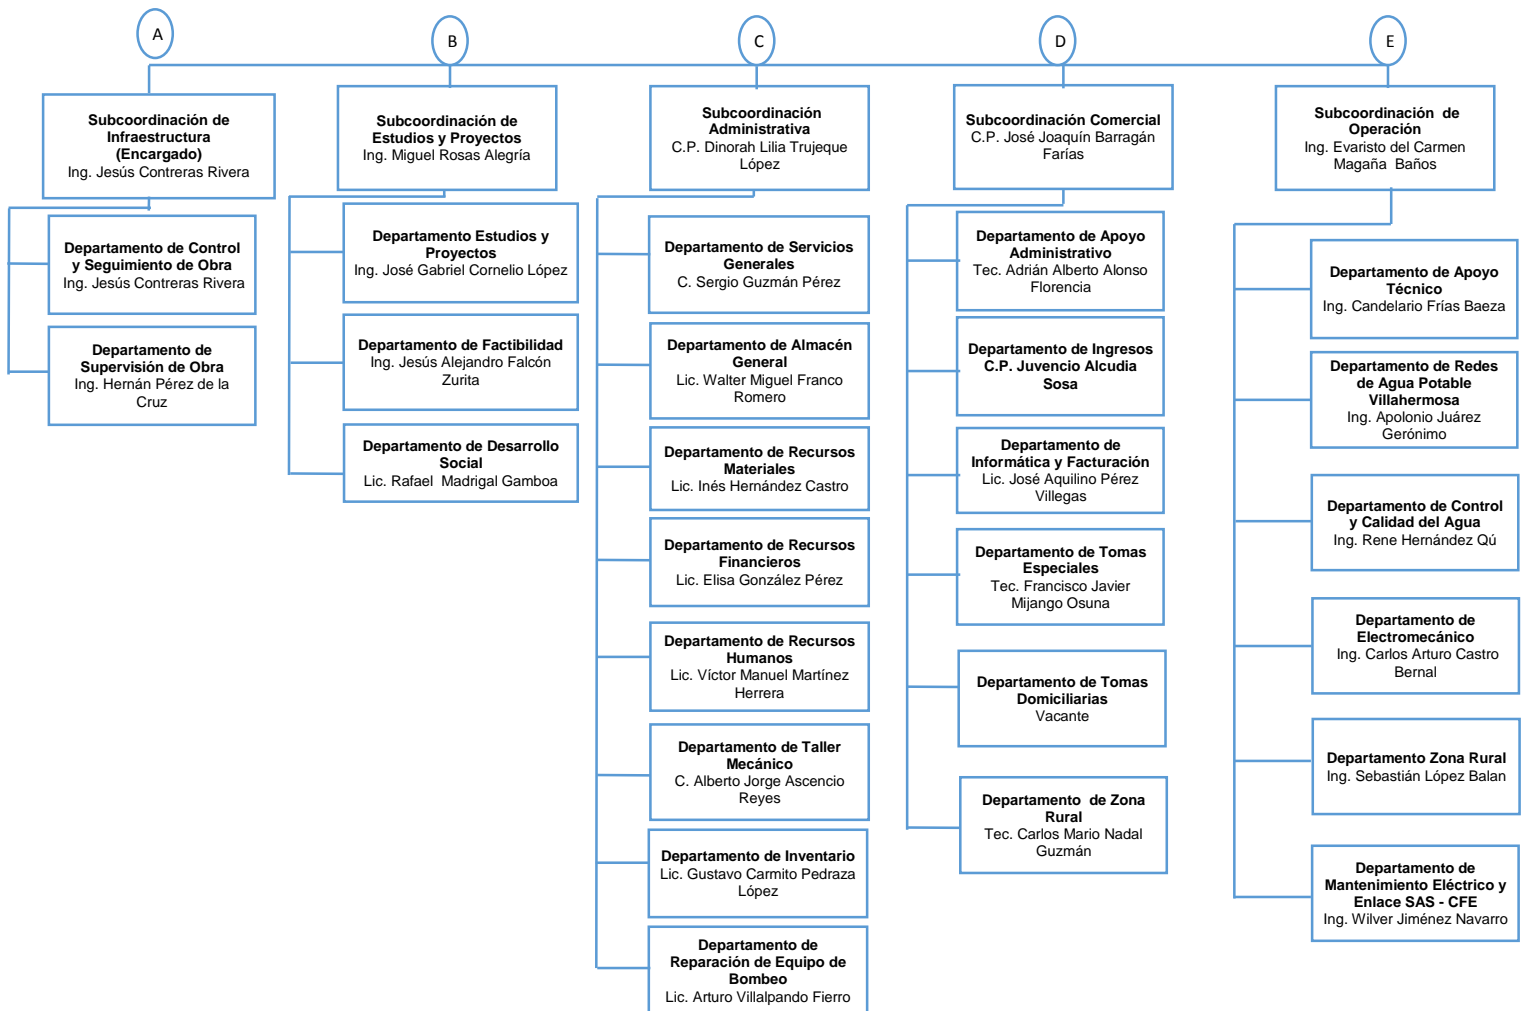 A
B
C
D
E
Subcoordinación de
Infraestructura
(Encargado)
Ing. Jesús Contreras Rivera
Departamento de Control
y Seguimiento de Obra
Ing. Jesús Contreras Rivera
Departamento de
Supervisión de Obra
Ing. Hernán Pérez de la
Cruz
Subcoordinación de
Estudios y Proyectos
Ing. Miguel Rosas Alegría
Departamento Estudios y
Proyectos
Ing. José Gabriel Cornelio López
Departamento de Factibilidad
Ing. Jesús Alejandro Falcón
Zurita
Departamento de Desarrollo
Social
Lic. Rafael Madrigal Gamboa
Subcoordinación
Administrativa
C.P. Dinorah Lilia Trujeque
López
Departamento de Servicios
Generales
C. Sergio Guzmán Pérez
Departamento de Almacén
General
Lic. Walter Miguel Franco
Romero
Departamento de Recursos
Materiales
Lic. Inés Hernández Castro
Departamento de Recursos
Financieros
Lic. Elisa González Pérez
Departamento de Recursos
Humanos
Lic. Víctor Manuel Martínez
Herrera
Departamento de Taller
Mecánico
C. Alberto Jorge Ascencio
Reyes
Departamento de Inventario
Lic. Gustavo Carmito Pedraza
López
Departamento de
Reparación de Equipo de
Bombeo
Lic. Arturo Villalpando Fierro
Subcoordinación Comercial
C.P. José Joaquín Barragán
Farías
Departamento de Apoyo
Administrativo
Tec. Adrián Alberto Alonso
Florencia
Departamento de Ingresos
C.P. Juvencio Alcudia
Sosa
Departamento de
Informática y Facturación
Lic. José Aquilino Pérez
Villegas
Departamento de Tomas
Especiales
Tec. Francisco Javier
Mijango Osuna
Departamento de Tomas
Domiciliarias
Vacante
Departamento de Zona
Rural
Tec. Carlos Mario Nadal
Guzmán
Subcoordinación de
Operación
Ing. Evaristo del Carmen
Magaña Baños
Departamento de Apoyo
Técnico
Ing. Candelario Frías Baeza
Departamento de Redes
de Agua Potable
Villahermosa
Ing. Apolonio Juárez
Gerónimo
Departamento de Control
y Calidad del Agua
Ing. Rene Hernández Qú
Departamento de
Electromecánico
Ing. Carlos Arturo Castro
Bernal
Departamento Zona Rural
Ing. Sebastián López Balan
Departamento de
Mantenimiento Eléctrico y
Enlace SAS - CFE
Ing. Wilver Jiménez Navarro